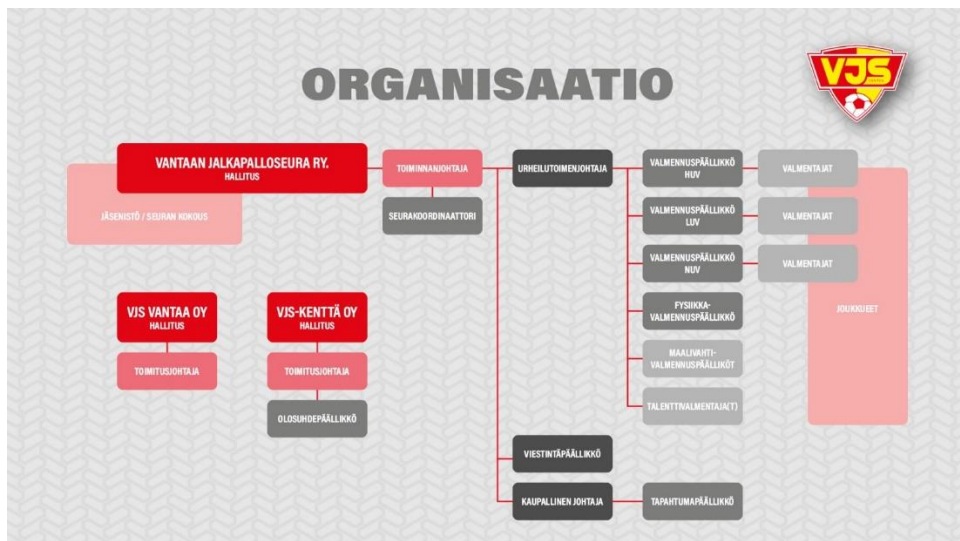 ORGANISAATIO
VJS
VANTAAN JALKAPALLOSEURA RY.
HALLITUS
JÄSENISTÖ / SEURAN KOKOUS
TOIMINNANJOHTAJA
SEURAKOORDINAATTORI
URHEILUTOIMENJOHTAJA
VALMENNUSPÄÄLLIKKÖ
HUV
VALMENTAJAT
VALMENNUSPÄÄLLIKKÖ
LUV
VALMENTAJAT
VALMENNUSPÄÄLLIKKÖ
NUV
VALMENTAJAT
FYSIIKKA-
VALMENNUSPÄÄLLIKKÖ
MAALIVAHTI-
VALMENNUSPÄÄLLIKÖT
TALENTTIVALMENTAJA(T)
JOUKKUEET
VJS VANTAA OY
HALLITUS
TOIMITUSJOHTAJA
VJS-KENTTÄ OY
HALLITUS
TOIMITUSJOHTAJA
OLOSUHDEPÄÄLLIKKÖ
VIESTINTÄPÄÄLLIKKÖ
KAUPALLINEN JOHTAJA
TAPAHTUMAPÄÄLLIKKÖ